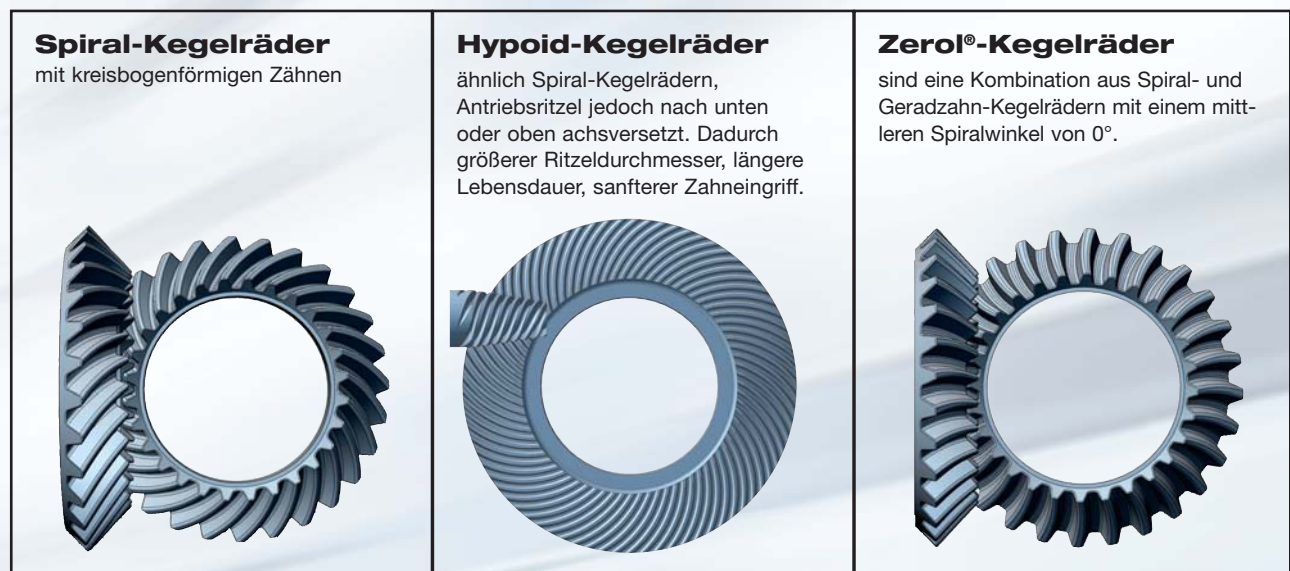 Spiral-Kegelräder
mit kreisbogenförmigen Zähnen
Hypoid-Kegelräder
ähnlich Spiral-Kegelrädern,
Antriebsritzel jedoch nach unten
oder oben achsversetzt. Dadurch
größerer Ritzeldurchmesser, längere
Lebensdauer, sanfterer Zahneingriff.
Zerol®-Kegelräder
sind eine Kombination aus Spiral- und
Geradzahn-Kegelrädern mit einem mitt-
leren Spiralwinkel von 0°.